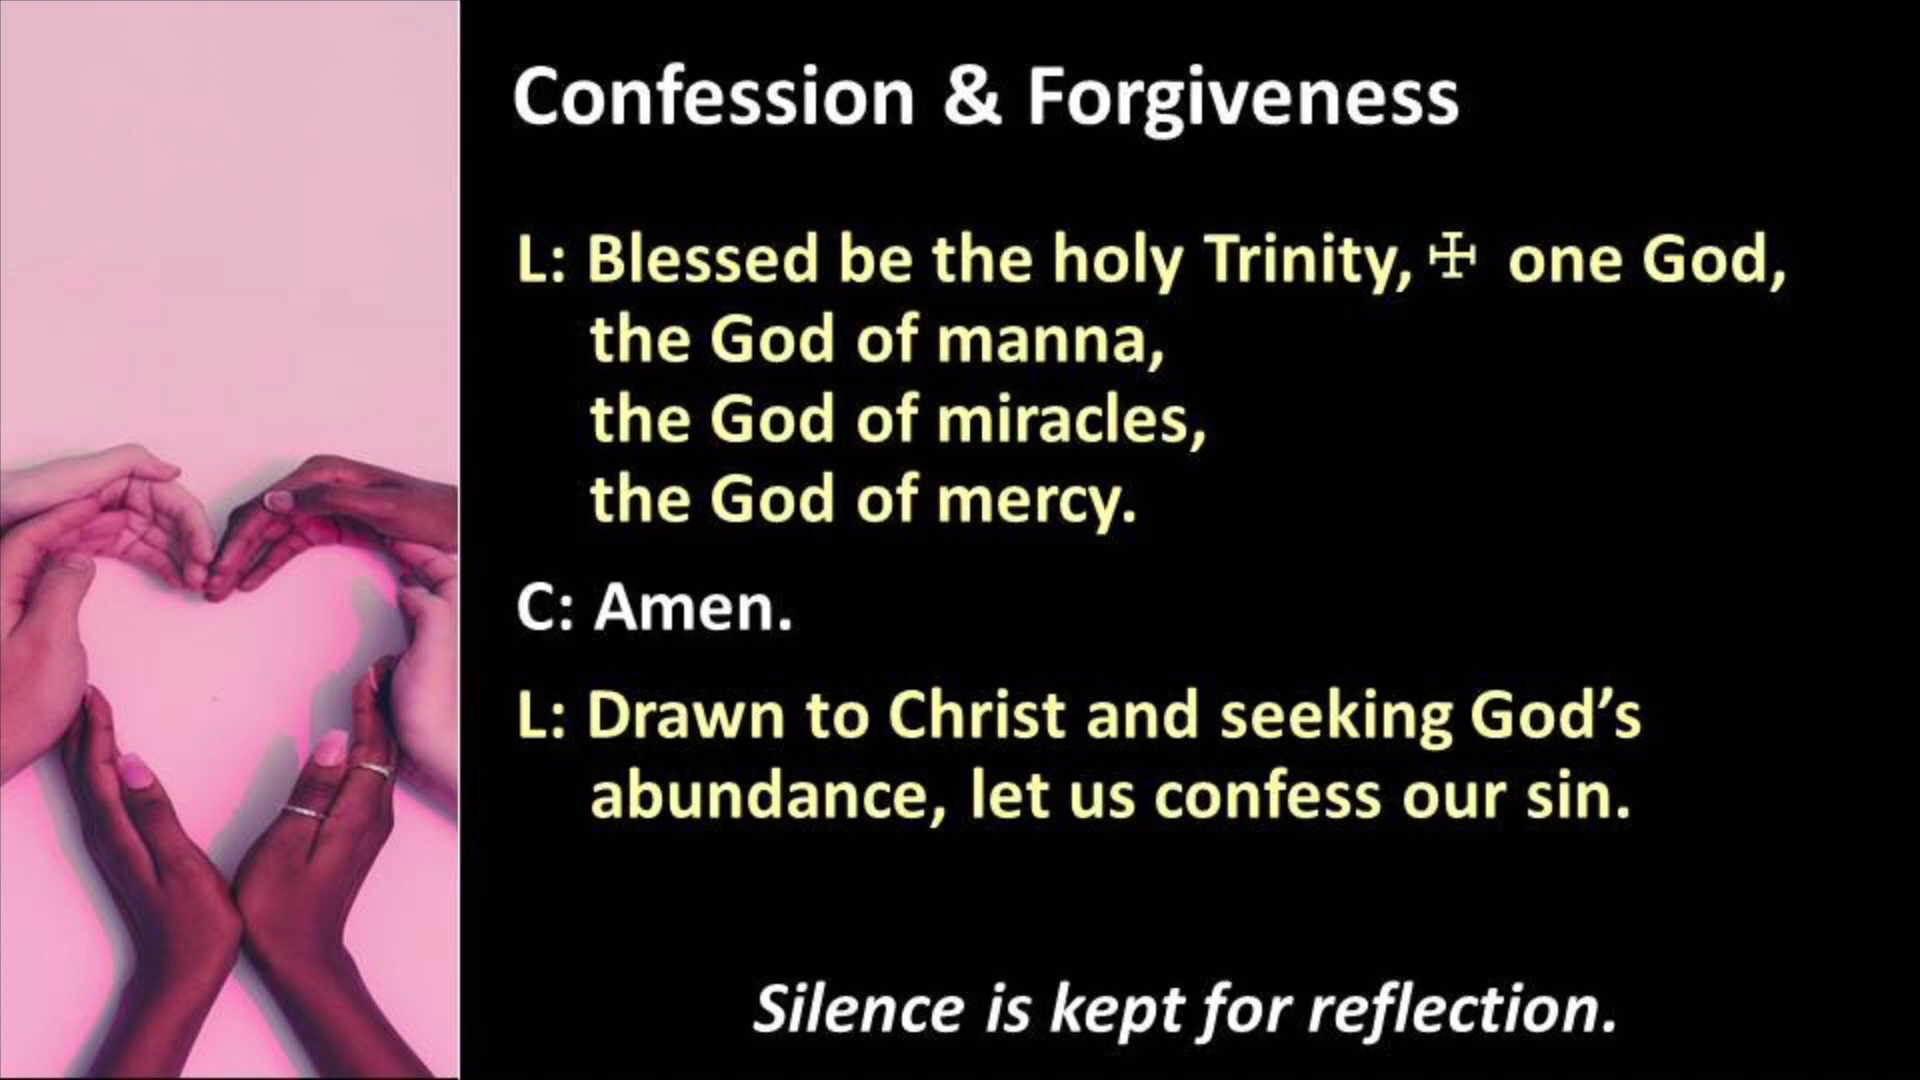 Confession & Forgiveness
L: Blessed be the holy Trinity, ☩ one God,
the God of manna,
the God of miracles,
the God of mercy.
C: Amen.
L: Drawn to Christ and seeking God’s
abundance, let us confess our sin.
Silence is kept for reflection.